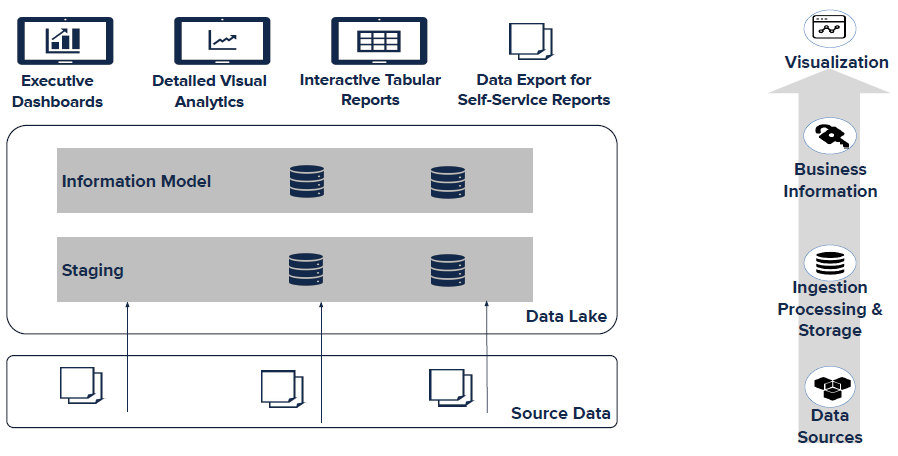 Executive
Dashboards
Detailed Visual
Analytics
Interactive Tabular
Reports
Data Export for
Self-Service Reports
Information Model
Staging
Data Lake
Source Data
Visualization
Business
Information
Ingestion
Processing &
Storage
Data
Sources